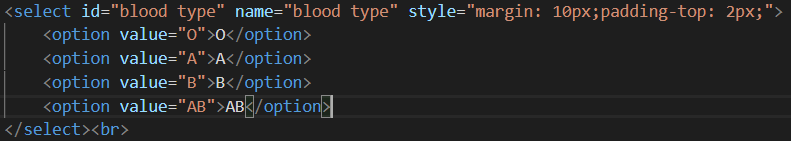 <select id="blood type" name="blood type" style="margin: 10px;padding-top: 2px;">
<option value="O">O</option>
<option value="A">A</option>
<option value="B">B</option>
<option value="AB">AB</option>
</select><br>